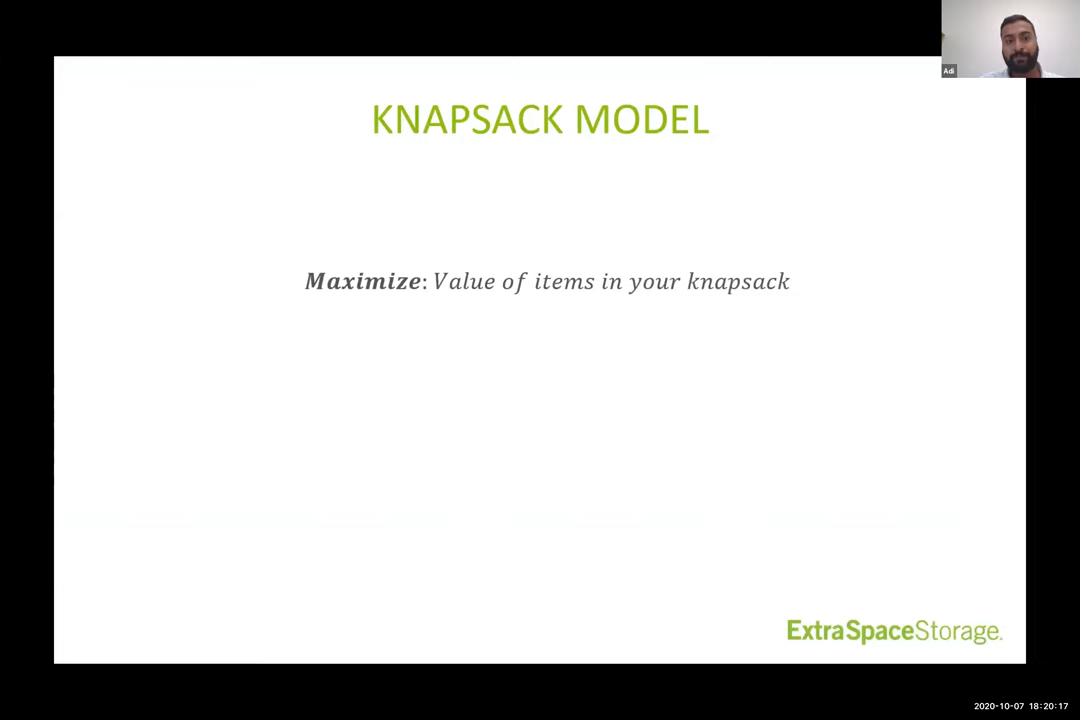 Adi
KNAPSACK MODEL
Maximize: Value of items in your knapsack
ExtraSpaceStorage.
2020-10-07 18:20:17